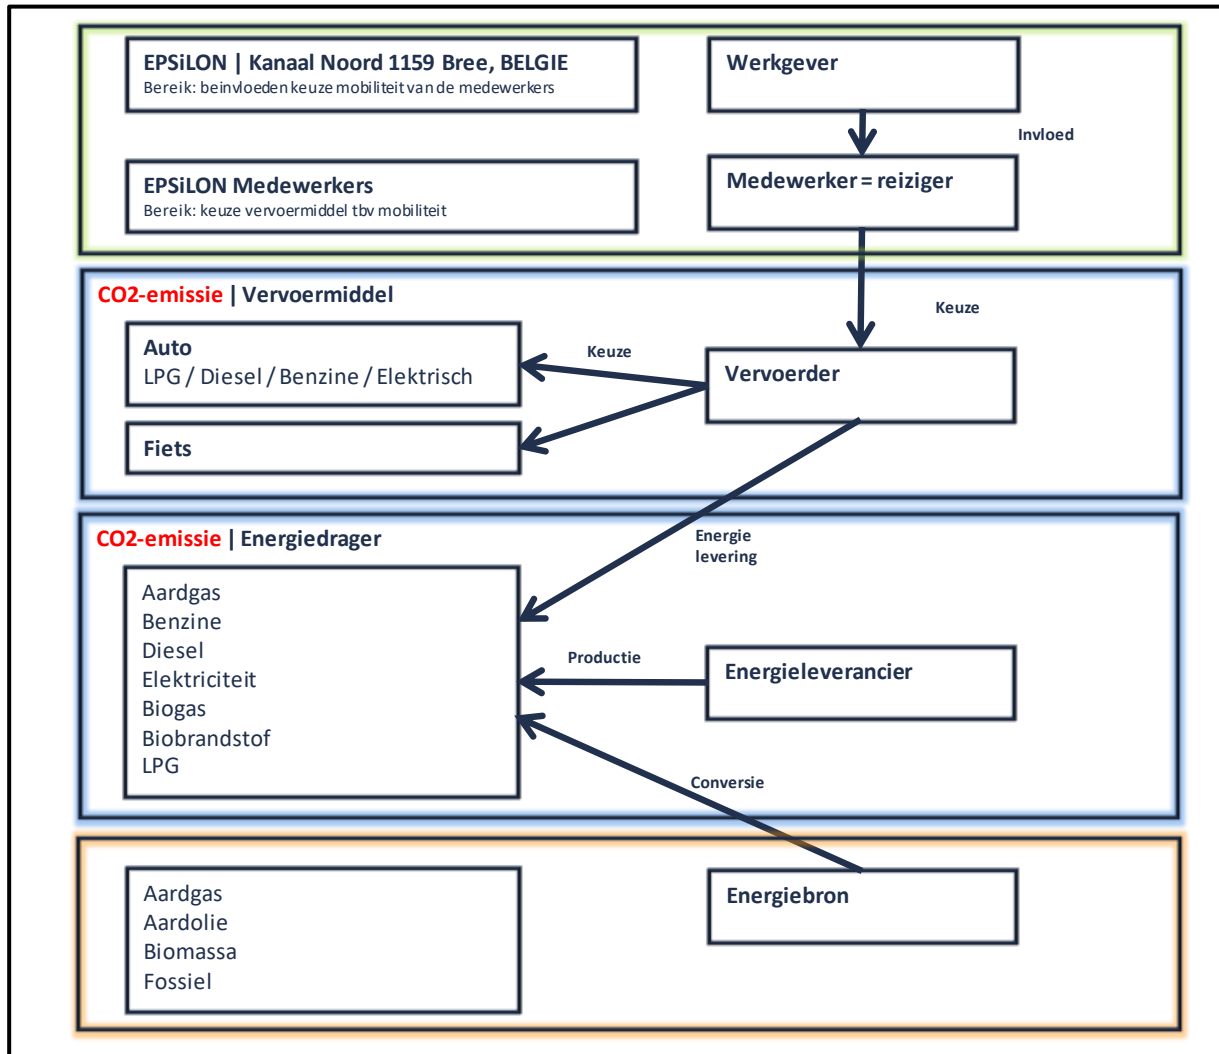 EPSiLON | Kanaal Noord 1159 Bree, BELGIE
Bereik: beinvloeden keuze mobiliteit van de medewerkers
Werkgever
Invloed
EPSiLON Medewerkers
Bereik: keuze vervoermiddel tbv mobiliteit
Medewerker = reiziger
CO2-emissie | Vervoermiddel
Keuze
Auto
LPG / Diesel / Benzine / Elektrisch
Keuze
Vervoerder
Fiets
CO2-emissie | Energiedrager
Energie
levering
Aardgas
Benzine
Diesel
Elektriciteit
Biogas
Biobrandstof
LPG
Productie
Energieleverancier
Conversie
Aardgas
Aardolie
Biomassa
Fossiel
Energiebron